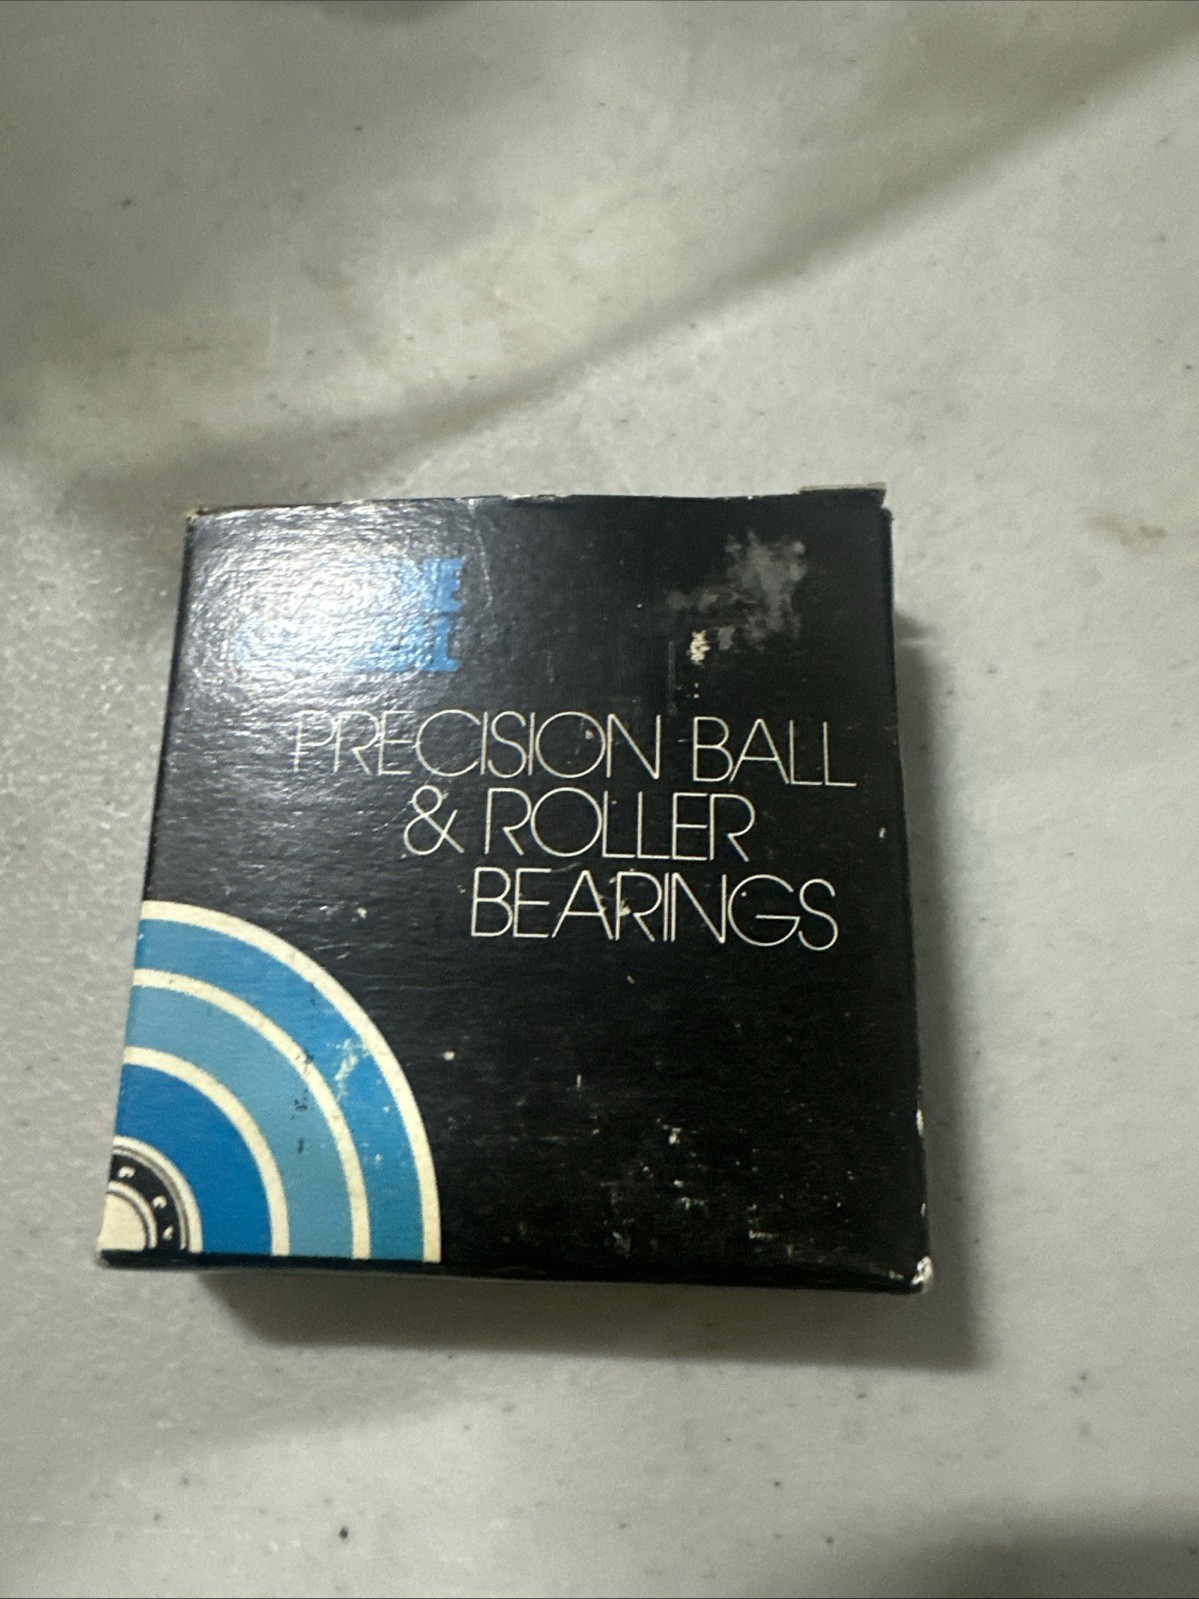 PRECISION BALL
& ROLLER
BEARINGS